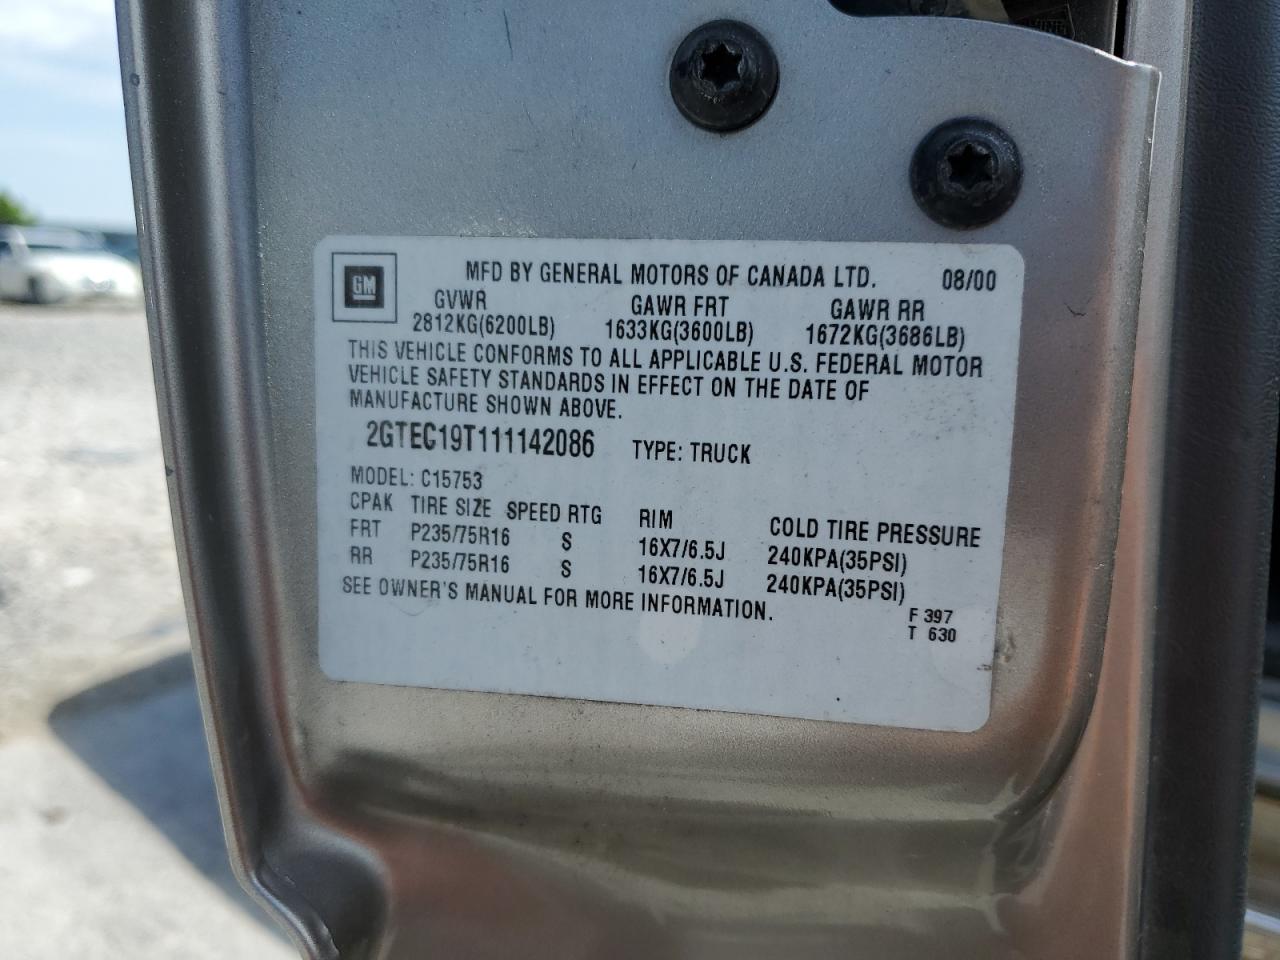 GM
MFD BY GENERAL MOTORS OF CANADA LTD. 08/00
GVWR GAWR FRT GAWR RR
2812KG(6200LB) 1633KG(3600LB) 1672KG(3686LB)
THIS VEHICLE CONFORMS TO ALL APPLICABLE U.S. FEDERAL MOTOR
VEHICLE SAFETY STANDARDS IN EFFECT ON THE DATE OF
MANUFACTURE SHOWN ABOVE.
2GTEC19T111142086 TYPE: TRUCK
MODEL: C15753
CPAK TIRE SIZE SPEED RTG RIM COLD TIRE PRESSURE
FRT P235/75R16 S 16X7/6.5J 240KPA(35PSI)
RR P235/75R16 S 16X7/6.5J 240KPA(35PSI)
SEE OWNER'S MANUAL FOR MORE INFORMATION.
F 397
T 630